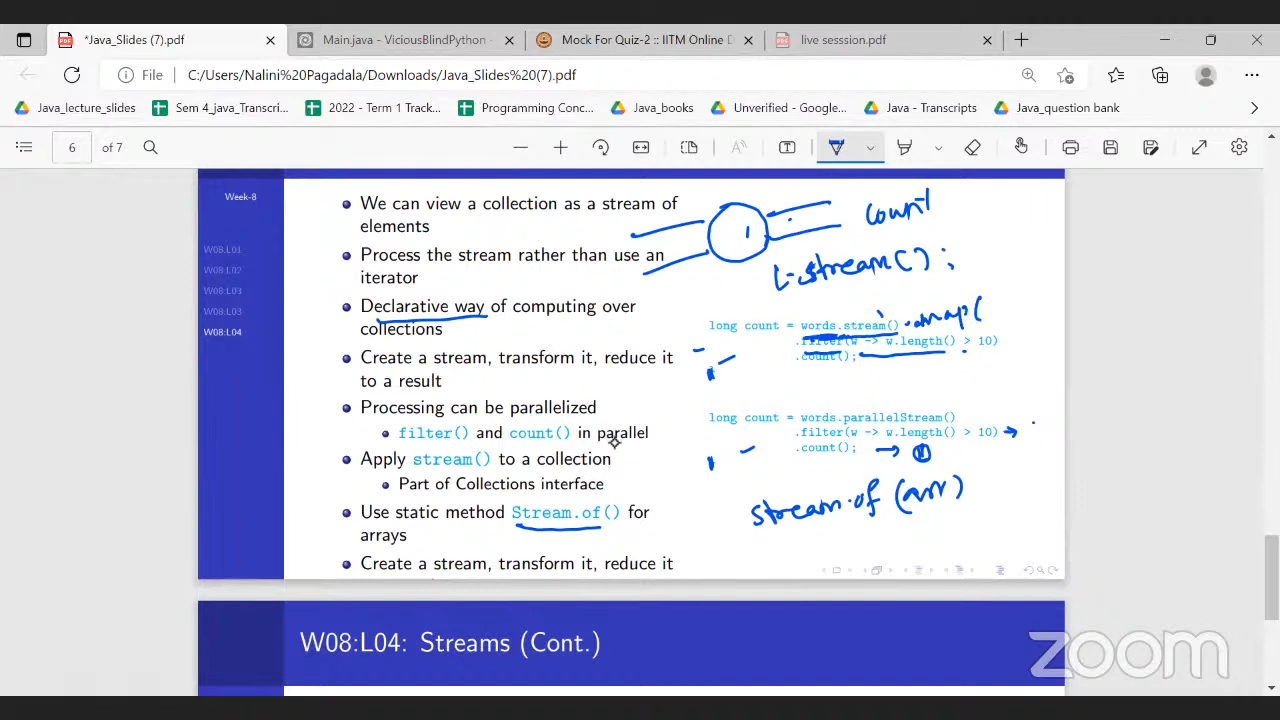 *Java_Slides (7).pdf
Main.java - ViciousBlindPython -
Mock For Quiz-2 :: IITM Online D
live sesssion.pdf
File
C:/Users/Nalini%20Pagadala/Downloads/Java_Slides%20(7).pdf
Java_lecture_slides
Sem 4_java_Transcri...
2022 - Term 1 Track...
Programming Conc...
Java_books
Unverified - Google...
Java - Transcripts
Java_question bank
6 of 7
Week-8
W08:L01
W08:L02
W08:L03
W08:L03
W08:L04
We can view a collection as a stream of
elements
Process the stream rather than use an
iterator
Declarative way of computing over
collections
Create a stream, transform it, reduce it
to a result
Processing can be parallelized
filter() and count() in parallel
Apply stream() to a collection
Part of Collections interface
Use static method Stream.of() for
arrays
Create a stream, transform it, reduce it
count
l.stream();
long count = words.stream() .map(
.filter(w -> w.length() > 10)
.count();
long count = words.parallelStream()
.filter(w -> w.length() > 10)
.count();
stream.of (arr)
W08:L04: Streams (Cont.)
zoom